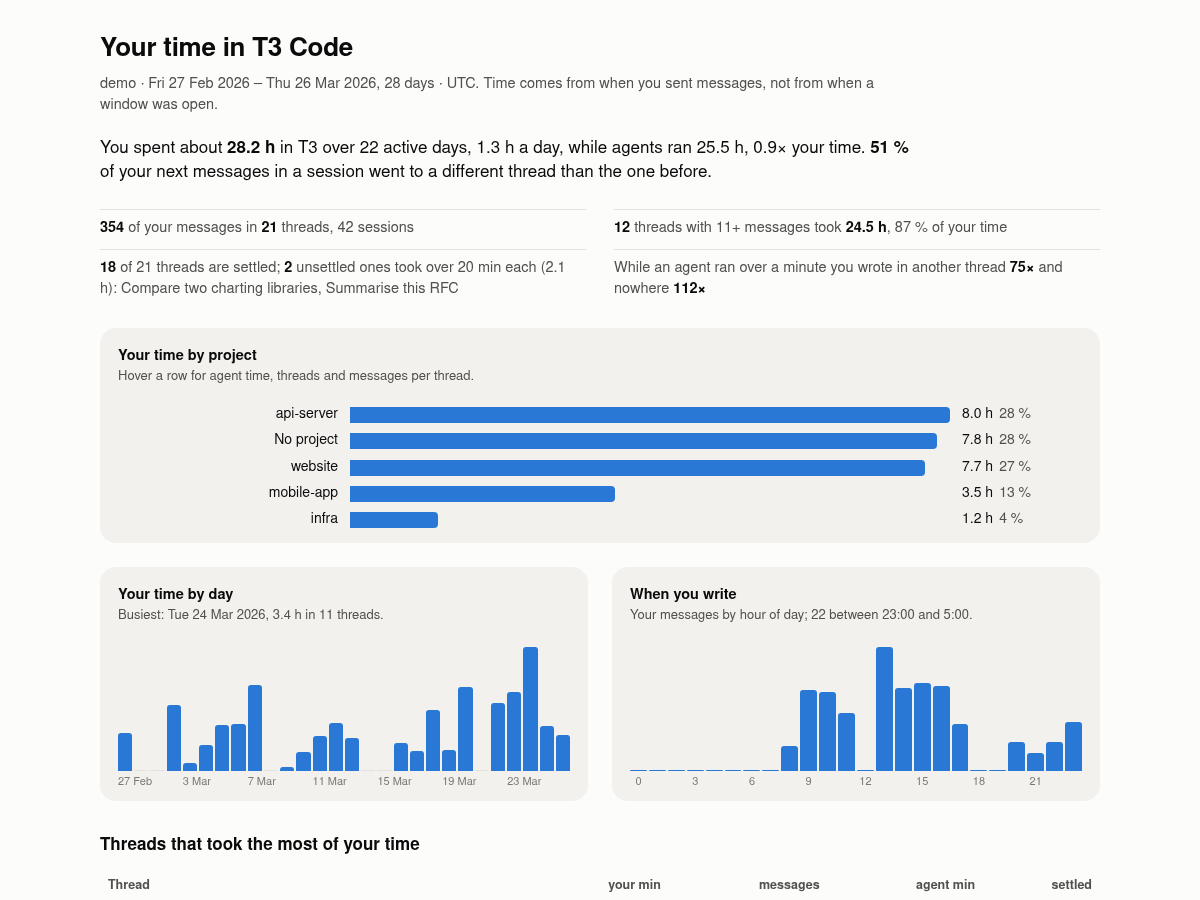 Your time in T3 Code
demo · Fri 27 Feb 2026 – Thu 26 Mar 2026, 28 days · UTC. Time comes from when you sent messages, not from when a
window was open.
You spent about 28.2 h in T3 over 22 active days, 1.3 h a day, while agents ran 25.5 h, 0.9× your time. 51 %
of your next messages in a session went to a different thread than the one before.
354 of your messages in 21 threads, 42 sessions
12 threads with 11+ messages took 24.5 h, 87 % of your time
18 of 21 threads are settled; 2 unsettled ones took over 20 min each (2.1
h): Compare two charting libraries, Summarise this RFC
While an agent ran over a minute you wrote in another thread 75× and
nowhere 112×
Your time by project
Hover a row for agent time, threads and messages per thread.
api-server 8.0 h 28 %
No project 7.8 h 28 %
website 7.7 h 27 %
mobile-app 3.5 h 13 %
infra 1.2 h 4 %
Your time by day
Busiest: Tue 24 Mar 2026, 3.4 h in 11 threads.
27 Feb 3 Mar 7 Mar 11 Mar 15 Mar 19 Mar 23 Mar
When you write
Your messages by hour of day; 22 between 23:00 and 5:00.
0 3 6 9 12 15 18 21
Threads that took the most of your time
Thread your min messages agent min settled